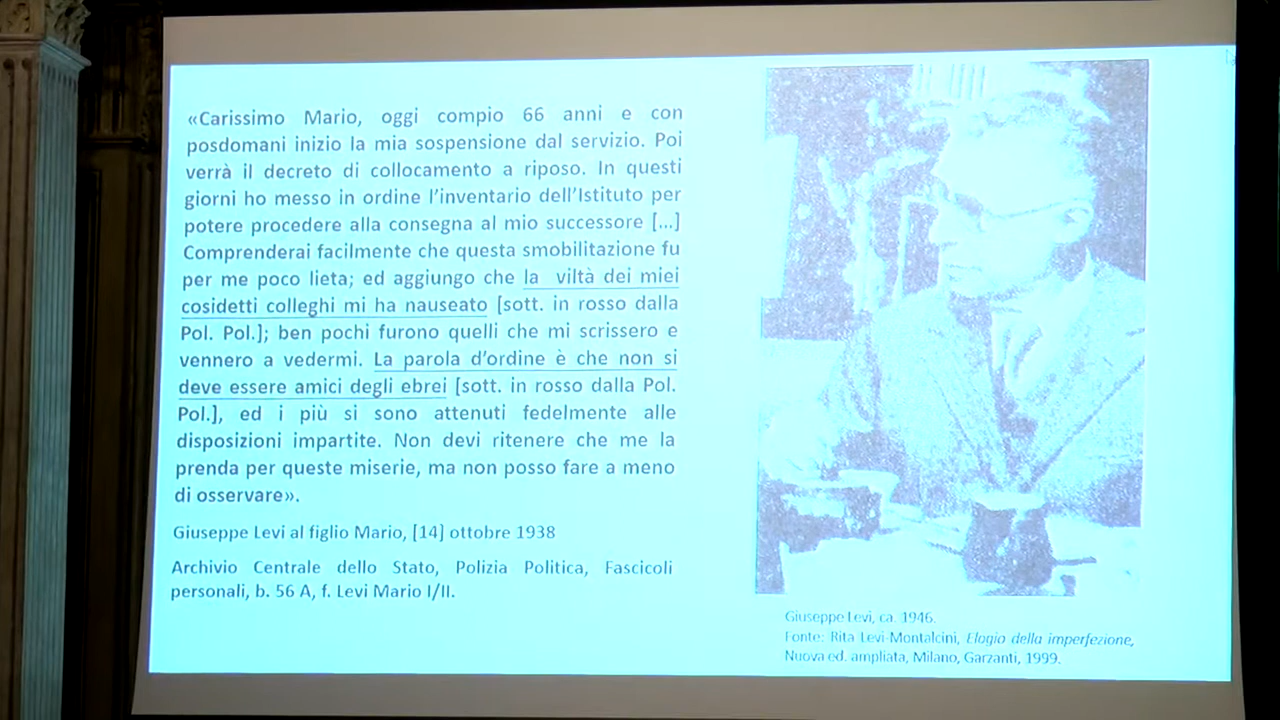 «Carissimo Mario, oggi compio 66 anni e con
posdomani inizio la mia sospensione dal servizio. Poi
verrà il decreto di collocamento a riposo. In questi
giorni ho messo in ordine l'inventario dell'Istituto per
potere procedere alla consegna al mio successore [...]
Comprenderai facilmente che questa smobilitazione fu
per me poco lieta; ed aggiungo che la viltà dei miei
cosidetti colleghi mi ha nauseato [sott. in rosso dalla
Pol. Pol.]; ben pochi furono quelli che mi scrissero e
vennero a vedermi. La parola d'ordine è che non si
deve essere amici degli ebrei [sott. in rosso dalla Pol.
Pol.], ed i più si sono attenuti fedelmente alle
disposizioni impartite. Non devi ritenere che me la
prenda per queste miserie, ma non posso fare a meno
di osservare».
Giuseppe Levi al figlio Mario, [14] ottobre 1938
Archivio Centrale dello Stato, Polizia Politica, Fascicoli
personali, b. 56 A, f. Levi Mario I/II.
Giuseppe Levi, ca. 1946.
Fonte: Rita Levi-Montalcini, Elogio della imperfezione,
Nuova ed. ampliata, Milano, Garzanti, 1999.